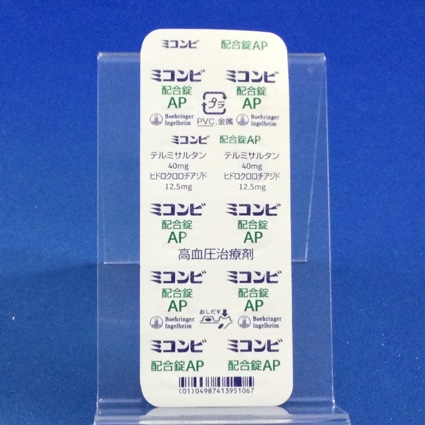 ミコンビ 配合錠AP
ミコンビ ミコンビ
配合錠 配合錠
AP AP
プラ
Boehringer Ingelheim PVC,金属 Boehringer Ingelheim
ミコンビ 配合錠AP
テルミサルタン テルミサルタン
40mg 40mg
ヒドロクロロチアジド ヒドロクロロチアジド
12.5mg 12.5mg
ミコンビ ミコンビ
配合錠 配合錠
AP AP
高血圧治療剤
ミコンビ ミコンビ
配合錠 配合錠
AP AP
おしだす
Boehringer Ingelheim Boehringer Ingelheim
ミコンビ ミコンビ
配合錠AP 配合錠AP
(01)04987413951067